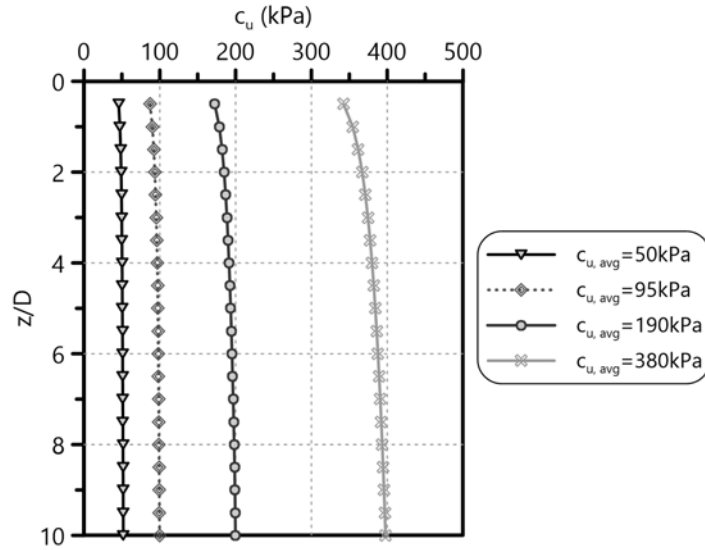 c_u (kPa)
0 100 200 300 400 500
0
2
4
6
8
10
z/D
c_u, avg=50kPa
c_u, avg=95kPa
c_u, avg=190kPa
c_u, avg=380kPa